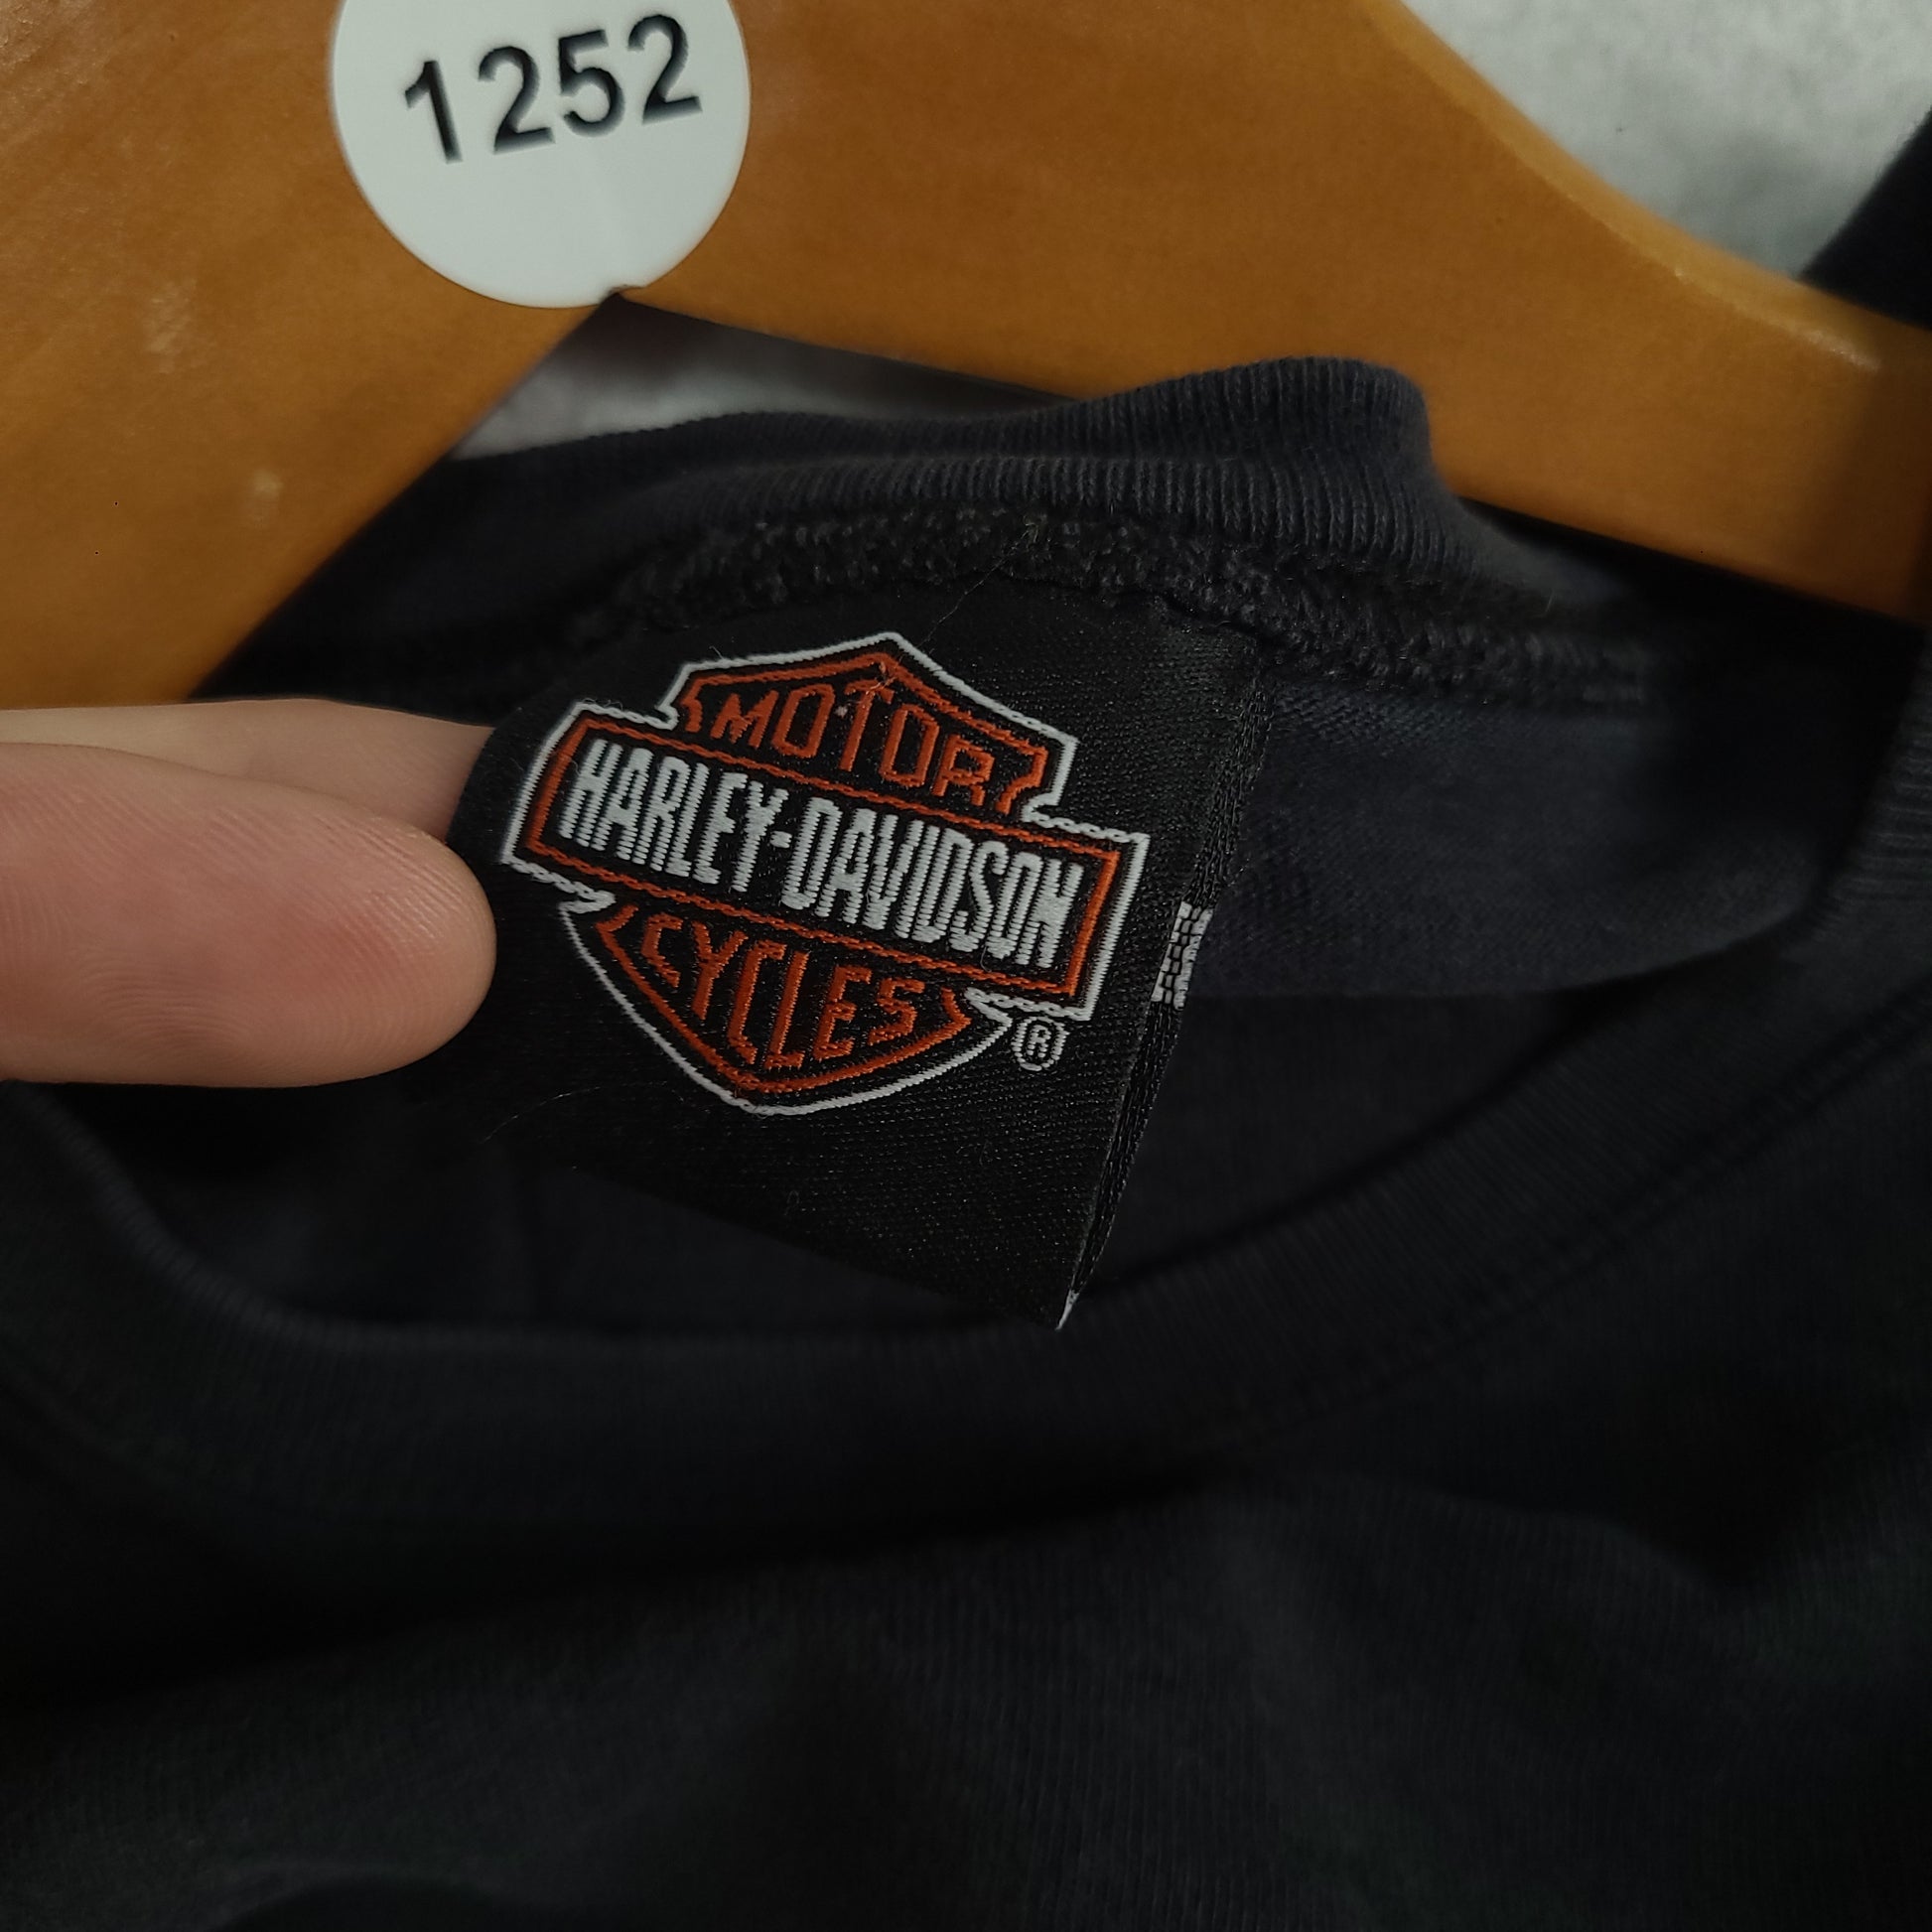 1252
MOTOR
HARLEY-DAVIDSON
CYCLES
®